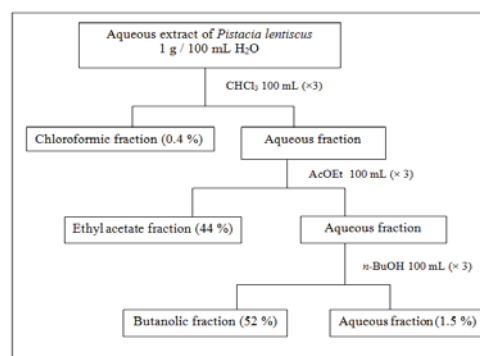 Aqueous extract of Pistacia lentiscus
1 g / 100 mL H₂O
CHCl₃ 100 mL (×3)
Chloroformic fraction (0.4 %)
Aqueous fraction
AcOEt 100 mL (× 3)
Ethyl acetate fraction (44 %)
Aqueous fraction
n-BuOH 100 mL (× 3)
Butanolic fraction (52 %)
Aqueous fraction (1.5 %)